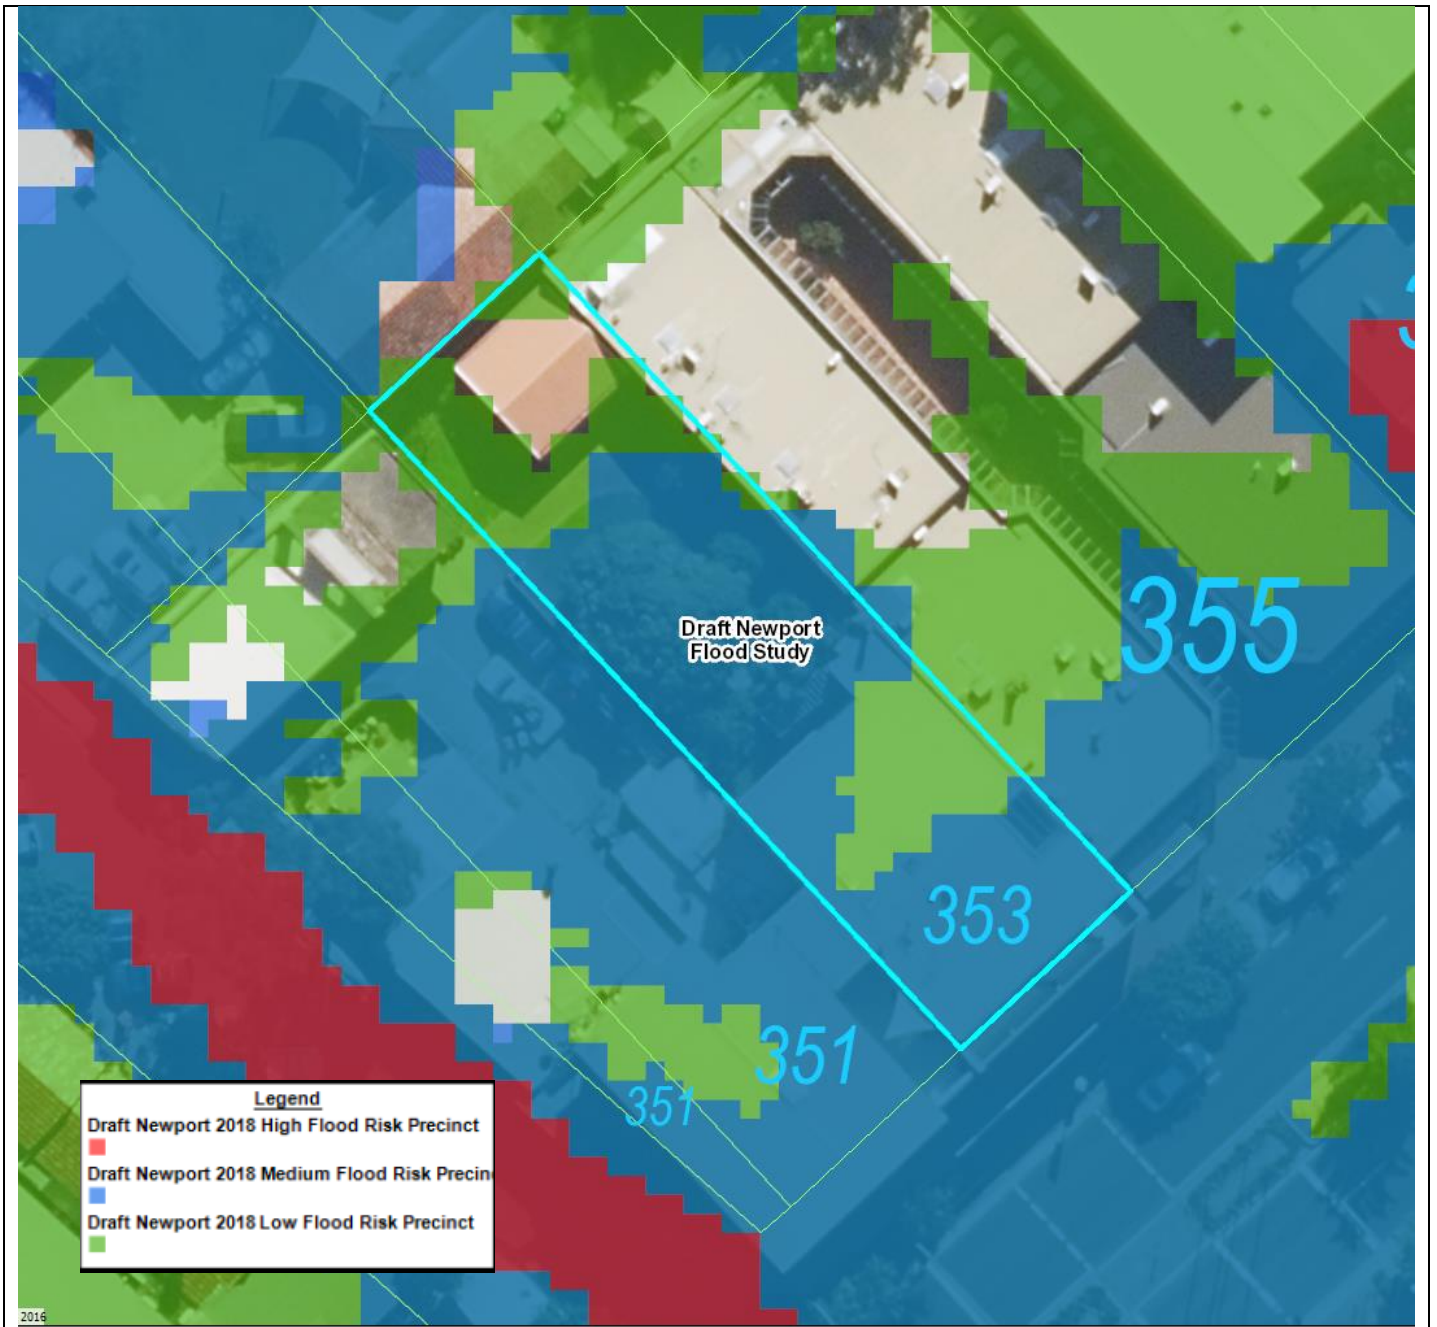 355
Draft Newport
Flood Study
353
351
351
Legend
Draft Newport 2018 High Flood Risk Precinct
Draft Newport 2018 Medium Flood Risk Precin
Draft Newport 2018 Low Flood Risk Precinct
2016